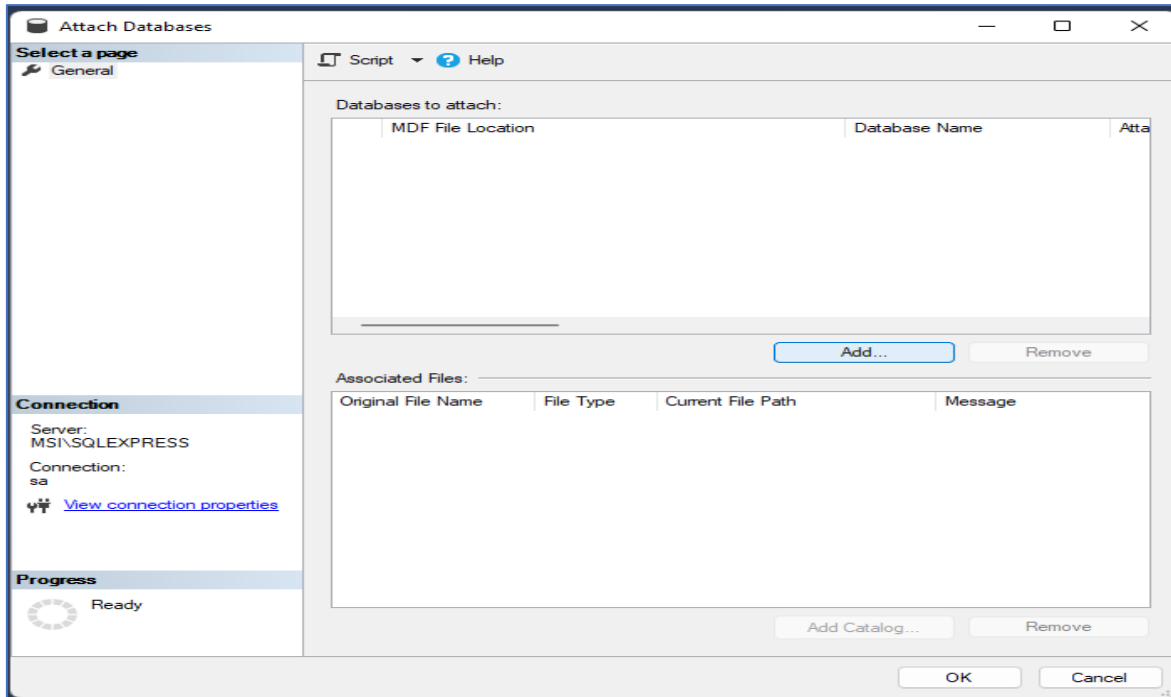 Attach Databases
Select a page
General
Script
Help
Databases to attach:
MDF File Location
Database Name
Atta
Add...
Remove
Associated Files:
Original File Name
File Type
Current File Path
Message
Connection
Server:
MSI\SQLEXPRESS
Connection:
sa
View connection properties
Progress
Ready
Add Catalog...
Remove
OK
Cancel